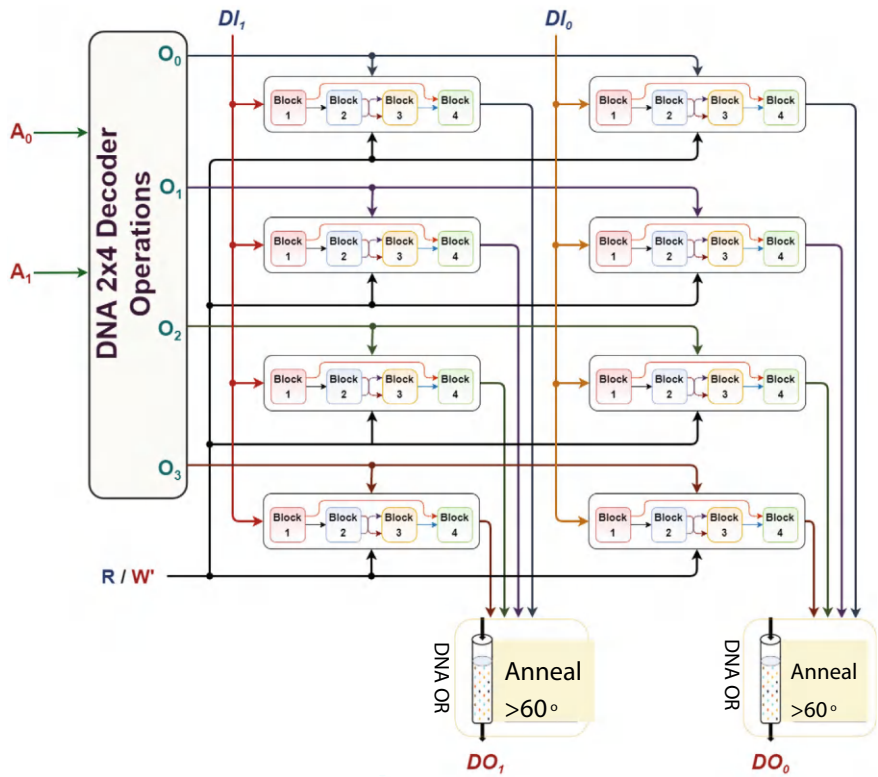 DI1
DI0
DNA 2x4 Decoder
Operations
A0
A1
O0
O1
O2
O3
Block 1
Block 2
Block 3
Block 4
Block 1
Block 2
Block 3
Block 4
Block 1
Block 2
Block 3
Block 4
Block 1
Block 2
Block 3
Block 4
Block 1
Block 2
Block 3
Block 4
Block 1
Block 2
Block 3
Block 4
Block 1
Block 2
Block 3
Block 4
Block 1
Block 2
Block 3
Block 4
R / W'
DNA OR
Anneal
>60°
DO1
DNA OR
Anneal
>60°
DO0